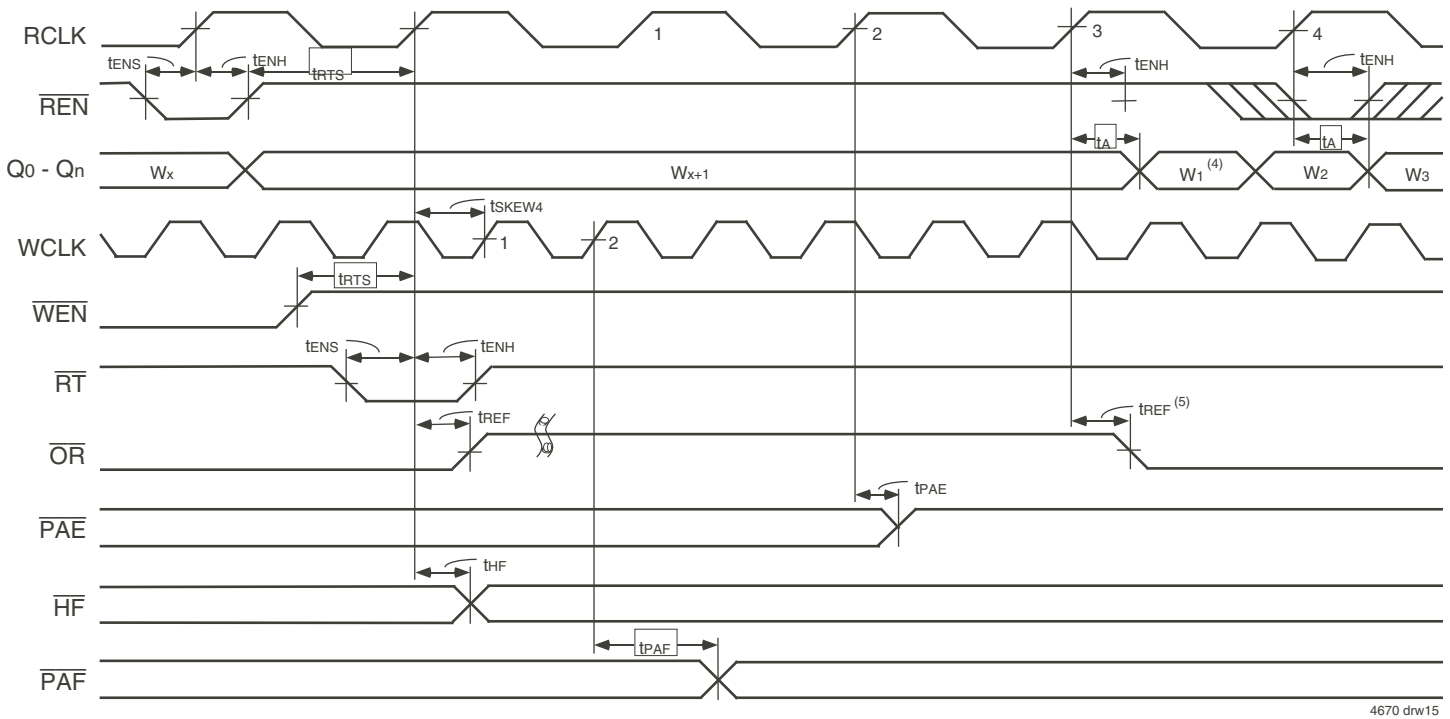 RCLK 1 2 3 4
tENS tENH tRTS tENH tENH
REN
tA tA
Q0 - Qn Wx Wx+1 W1 (4) W2 W3
tSKEW4
WCLK 1 2
tRTS
WEN
tENS tENH
RT
tREF tREF (5)
OR
tPAE
PAE
tHF
HF
tPAF
PAF
4670 drw15